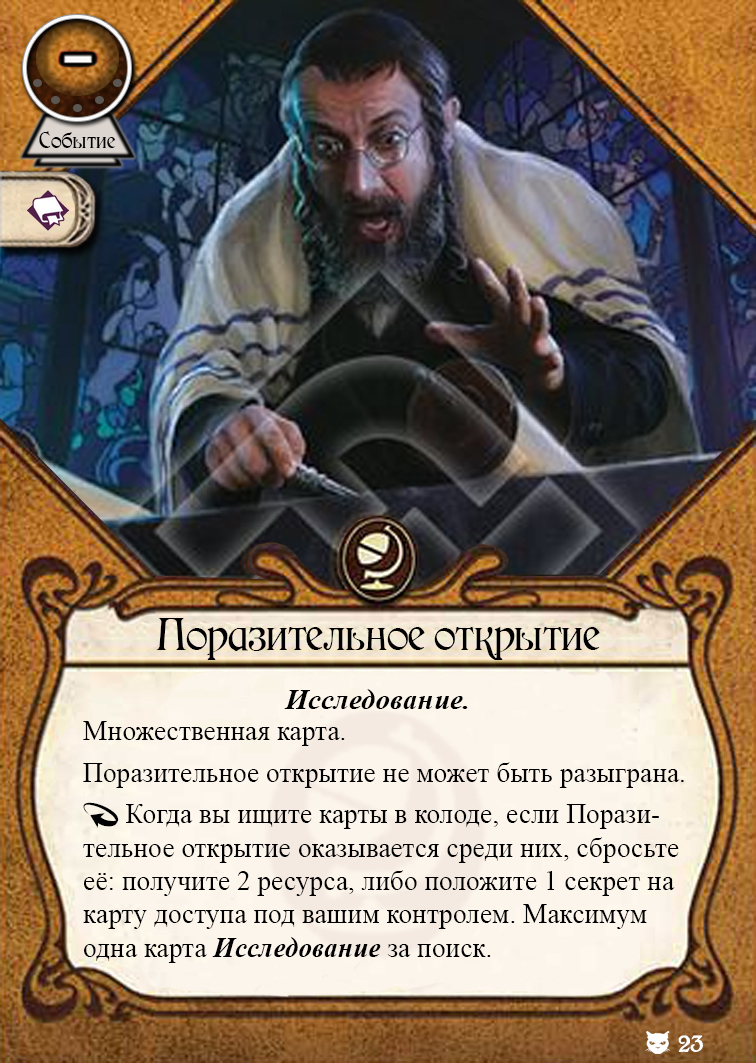 –
Событие
Поразительное открытие
Исследование.
Множественная карта.
Поразительное открытие не может быть разыграна.
Когда вы ищите карты в колоде, если Порази-
тельное открытие оказывается среди них, сбросьте
её: получите 2 ресурса, либо положите 1 секрет на
карту доступа под вашим контролем. Максимум
одна карта Исследование за поиск.
23